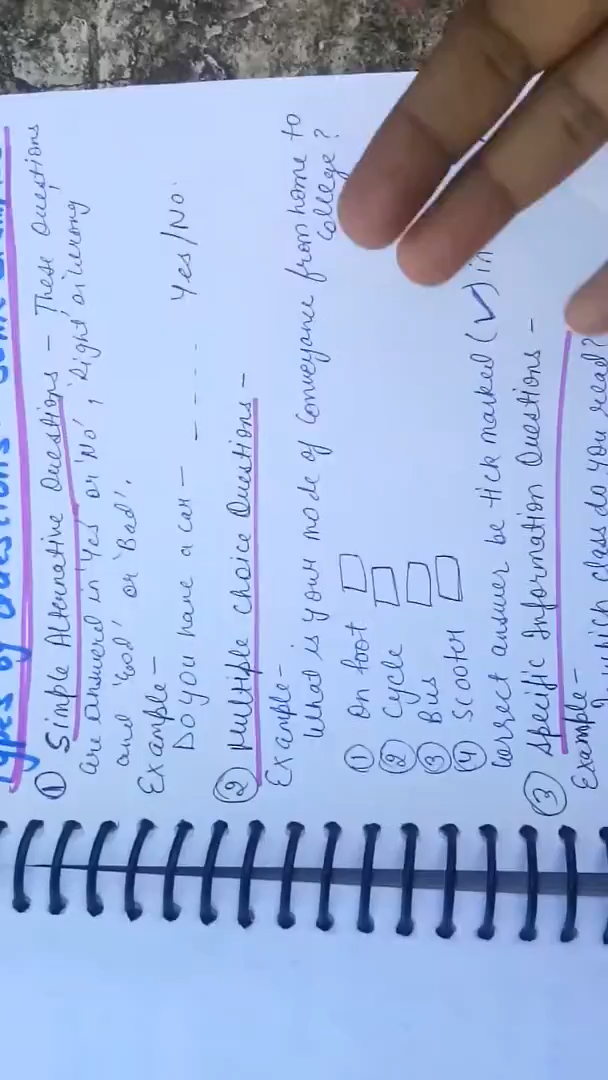 Types of Questions
① Simple Alternative Questions – These Questions
are answered in 'Yes' or 'No', 'Right' or 'Wrong'
and 'Good' or 'Bad'.
Example –
Do you have a car – – – – – Yes/No.
② Multiple Choice Questions –
Example –
What is your mode of Conveyance from home to
College?
① On foot
② Cycle
③ Bus
④ Scooter
Correct answer be tick marked (✓) in
③ Specific Information Questions –
Example –
which class do you read?